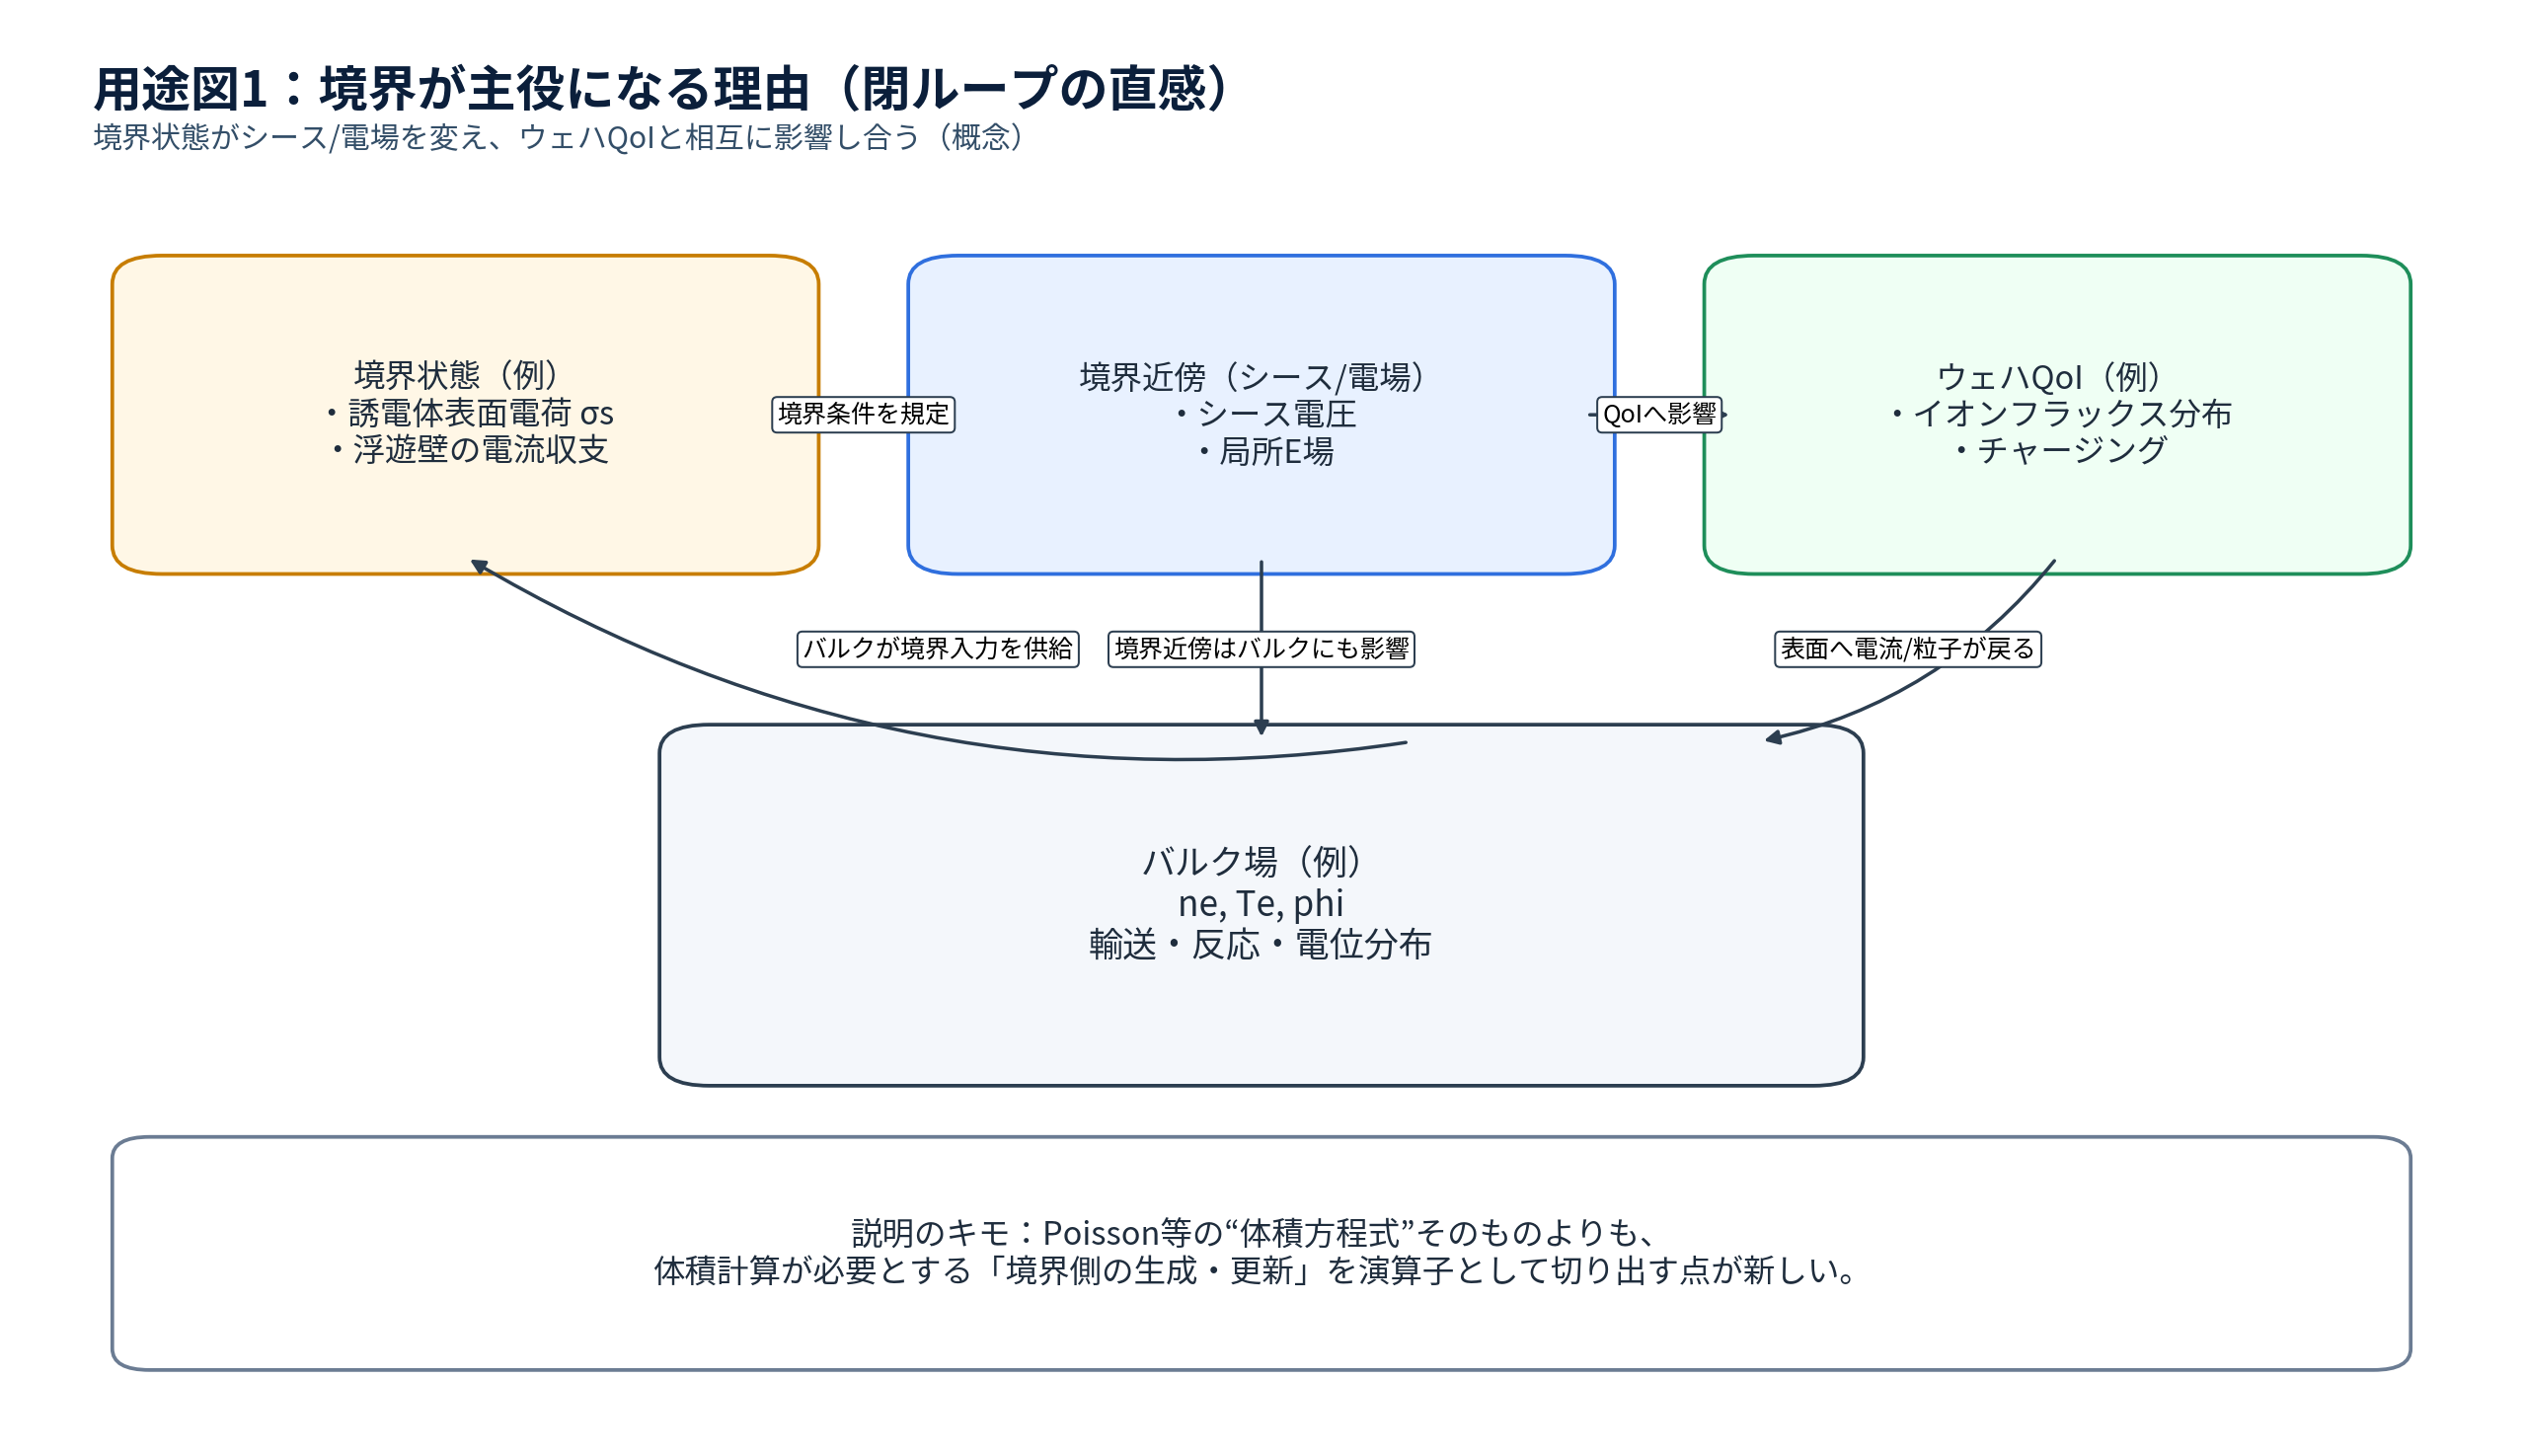 用途図1：境界が主役になる理由（閉ループの直感）
境界状態がシース/電場を変え、ウェハQoIと相互に影響し合う（概念）
境界状態（例）
・誘電体表面電荷 σs
・浮遊壁の電流収支
境界条件を規定
境界近傍（シース/電場）
・シース電圧
・局所E場
QoIへ影響
ウェハQoI（例）
・イオンフラックス分布
・チャージング
バルクが境界入力を供給
境界近傍はバルクにも影響
表面へ電流/粒子が戻る
バルク場（例）
ne, Te, phi
輸送・反応・電位分布
説明のキモ：Poisson等の“体積方程式”そのものよりも、
体積計算が必要とする「境界側の生成・更新」を演算子として切り出す点が新しい。